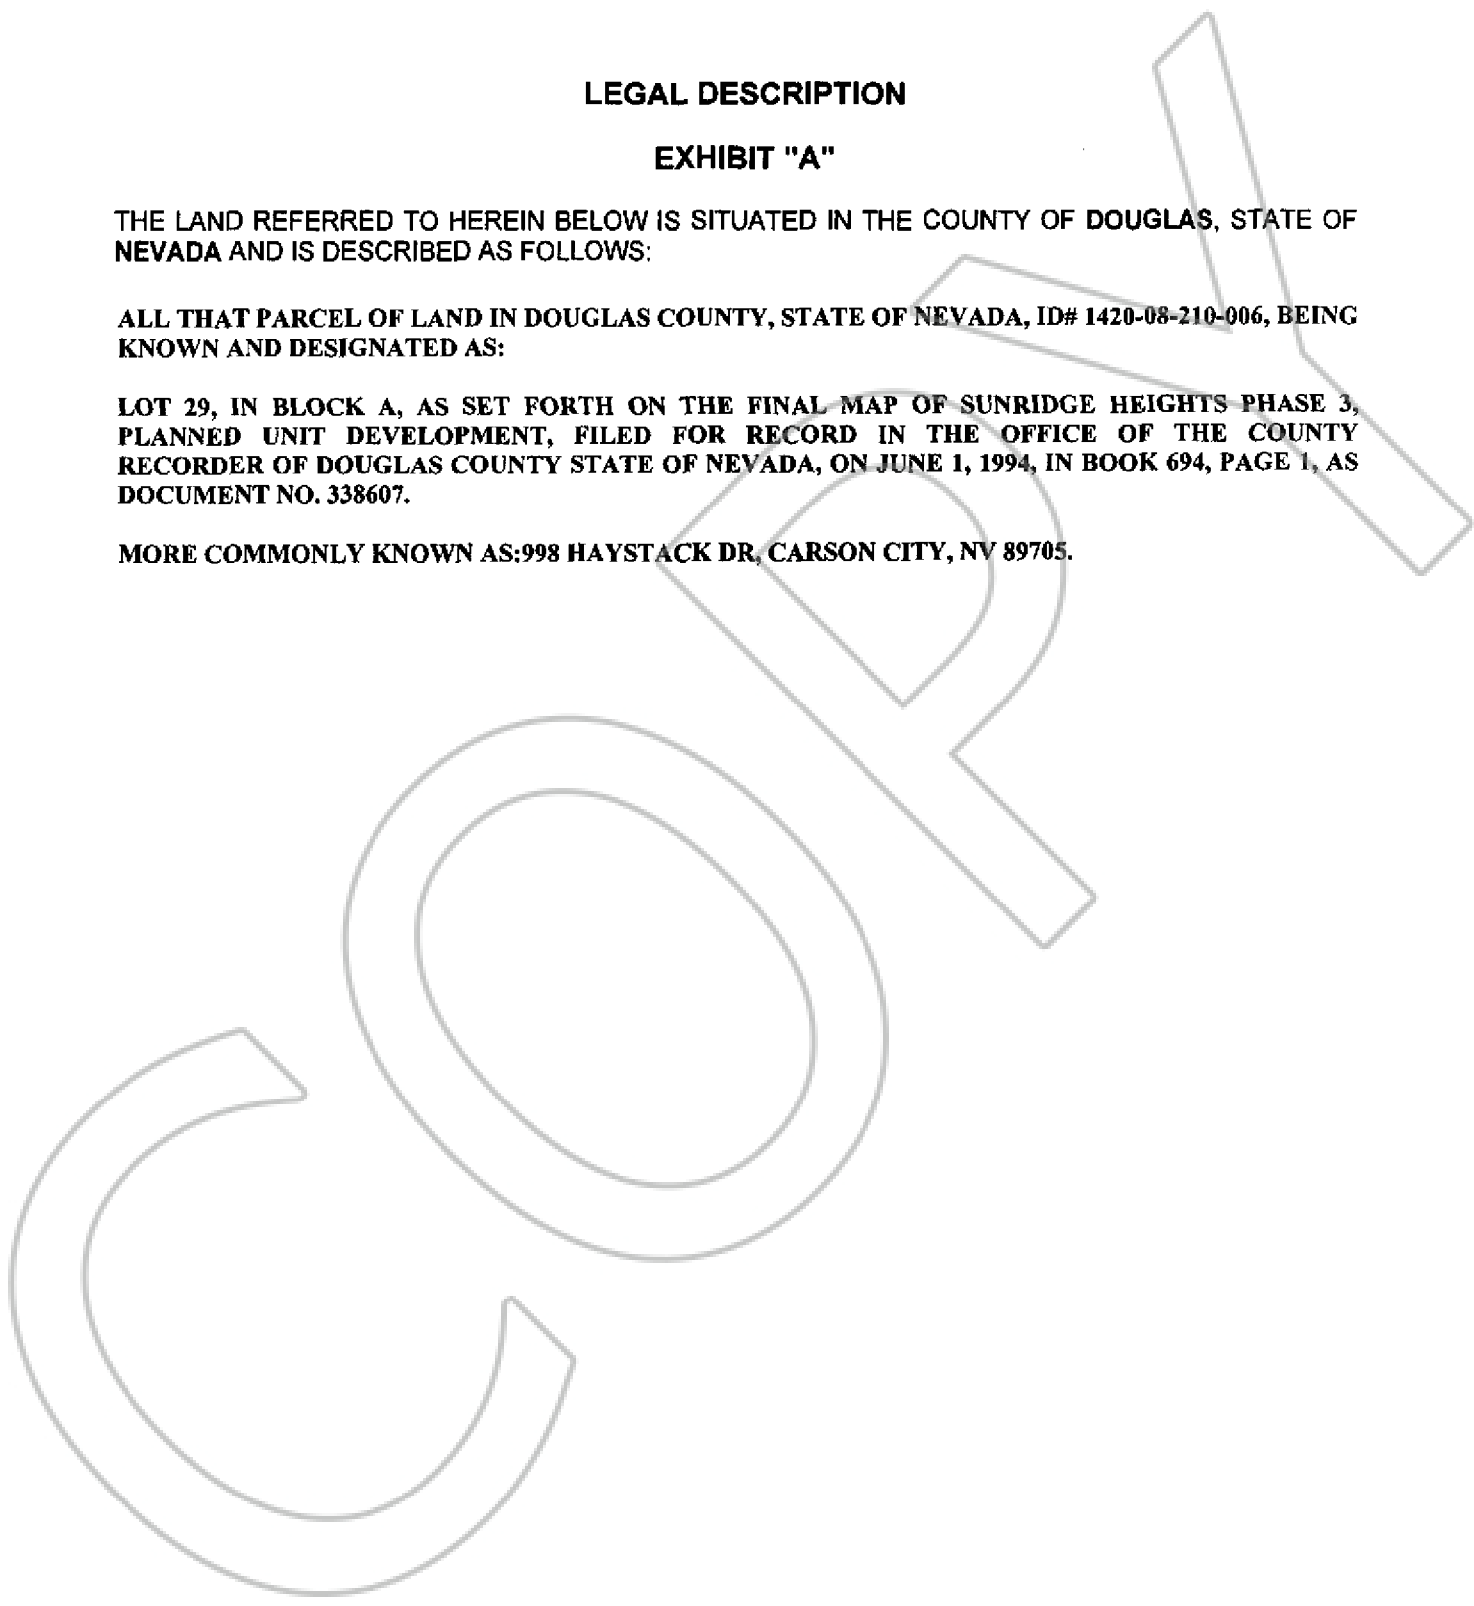 LEGAL DESCRIPTION
EXHIBIT "A"
THE LAND REFERRED TO HEREIN BELOW IS SITUATED IN THE COUNTY OF DOUGLAS, STATE OF
NEVADA AND IS DESCRIBED AS FOLLOWS:
ALL THAT PARCEL OF LAND IN DOUGLAS COUNTY, STATE OF NEVADA, ID# 1420-08-210-006, BEING
KNOWN AND DESIGNATED AS:
LOT 29, IN BLOCK A, AS SET FORTH ON THE FINAL MAP OF SUNRIDGE HEIGHTS PHASE 3,
PLANNED UNIT DEVELOPMENT, FILED FOR RECORD IN THE OFFICE OF THE COUNTY
RECORDER OF DOUGLAS COUNTY STATE OF NEVADA, ON JUNE 1, 1994, IN BOOK 694, PAGE 1, AS
DOCUMENT NO. 338607.
MORE COMMONLY KNOWN AS:998 HAYSTACK DR, CARSON CITY, NV 89705.
COPY